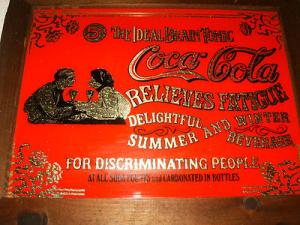 5¢ THE IDEAL BRAIN TONIC
Coca-Cola
RELIEVES FATIGUE
DELIGHTFUL
SUMMER AND WINTER
BEVERAGE
FOR DISCRIMINATING PEOPLE
AT ALL SODA FOUNTS and CARBONATED IN BOTTLES